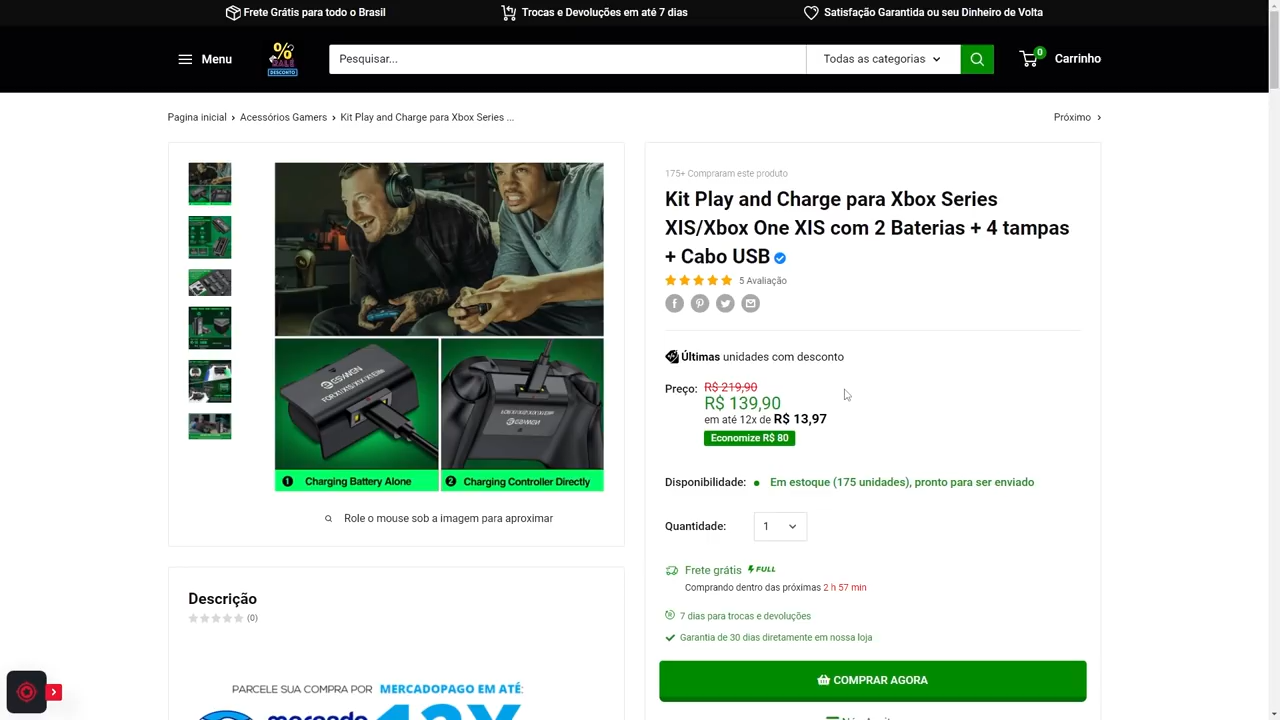 Frete Grátis para todo o Brasil
Trocas e Devoluções em até 7 dias
Satisfação Garantida ou seu Dinheiro de Volta
Menu
%
SALE
DESCONTO
Pesquisar...
Todas as categorias
0
Carrinho
Pagina inicial
Acessórios Gamers
Kit Play and Charge para Xbox Series ...
Próximo
175+ Compraram este produto
Kit Play and Charge para Xbox Series
XIS/Xbox One XIS com 2 Baterias + 4 tampas
+ Cabo USB
5 Avaliação
Últimas unidades com desconto
Preço: R$ 219,90
R$ 139,90
em até 12x de R$ 13,97
Economize R$ 80
1 Charging Battery Alone
2 Charging Controller Directly
Role o mouse sob a imagem para aproximar
Disponibilidade: Em estoque (175 unidades), pronto para ser enviado
Quantidade: 1
Frete grátis FULL
Comprando dentro das próximas 2 h 57 min
7 dias para trocas e devoluções
Garantia de 30 dias diretamente em nossa loja
COMPRAR AGORA
Descrição
(0)
PARCELE SUA COMPRA POR MERCADOPAGO EM ATÉ:
mercado
12X